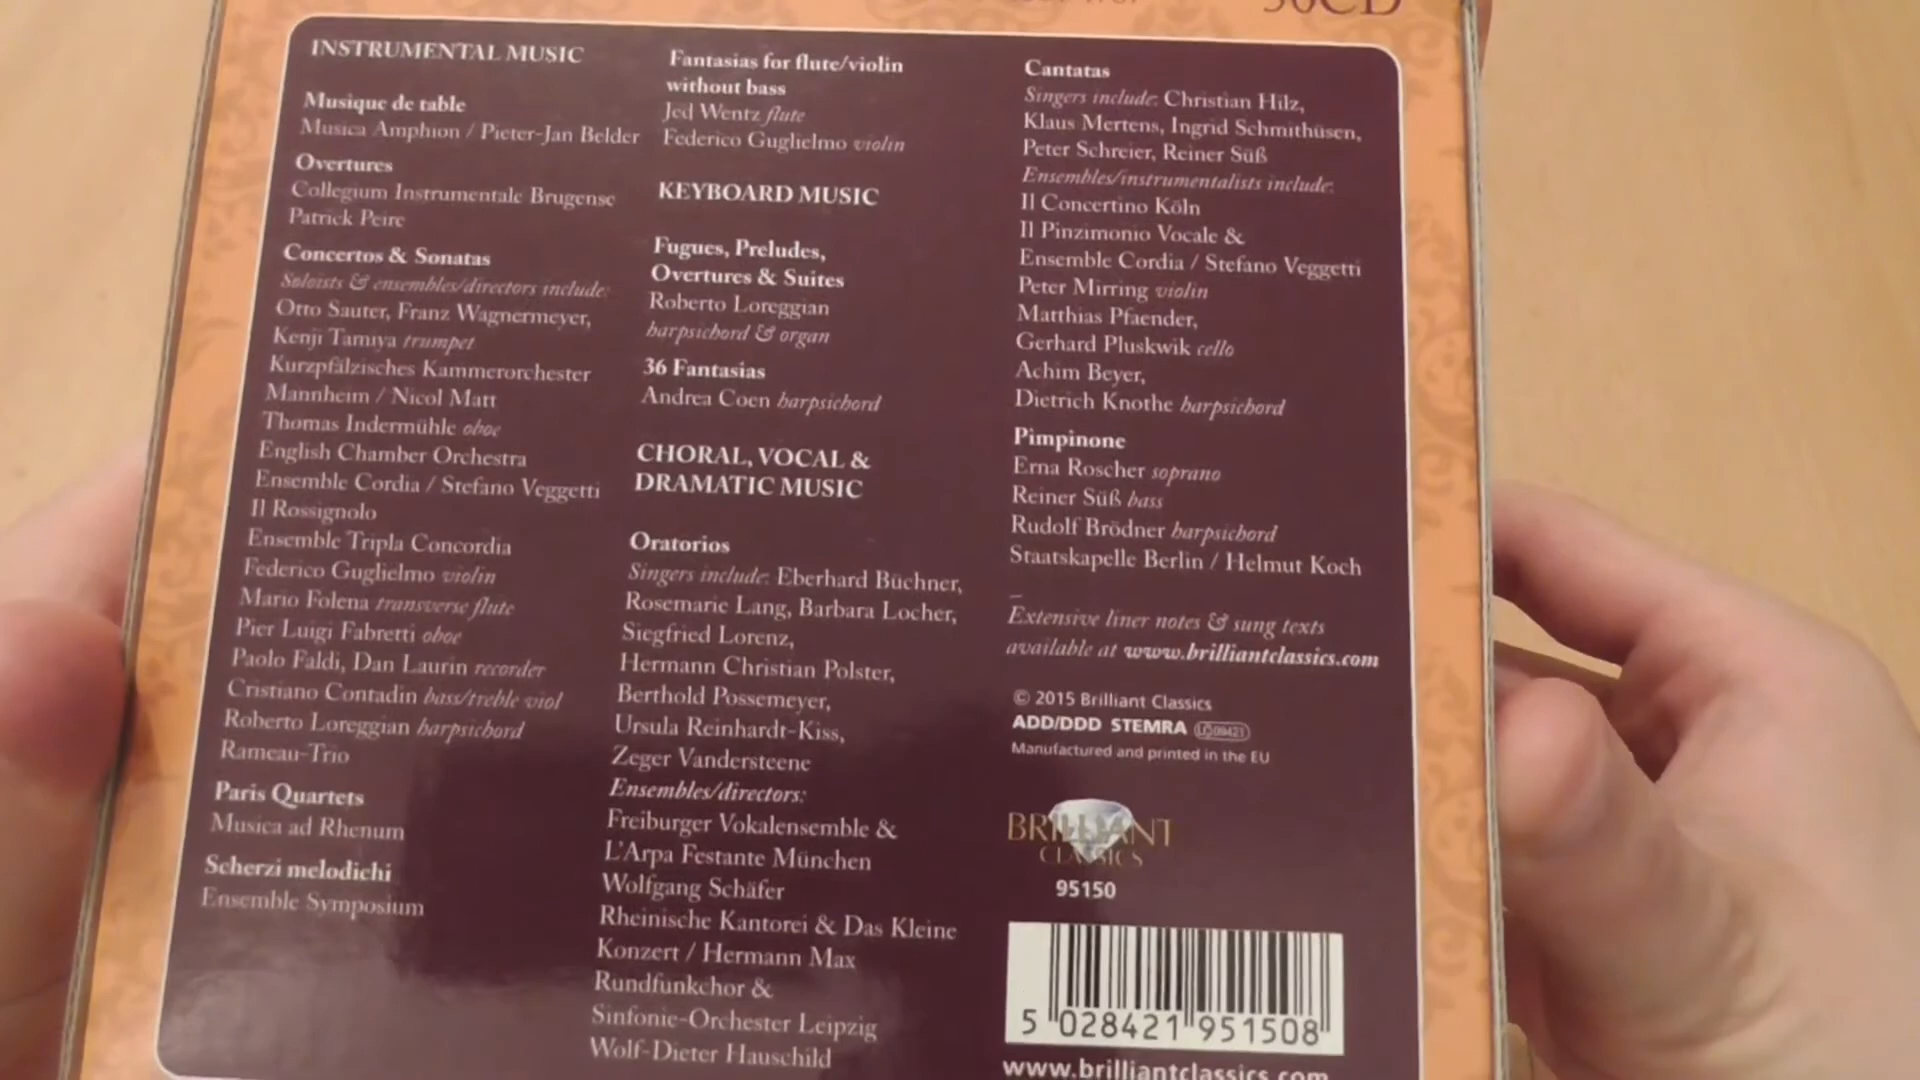 50CD
INSTRUMENTAL MUSIC
Musique de table
Musica Amphion / Pieter-Jan Belder
Overtures
Collegium Instrumentale Brugense
Patrick Peire
Concertos & Sonatas
Soloists & ensembles/directors include:
Otto Sauter, Franz Wagnermeyer,
Kenji Tamiya trumpet
Kurzpfälzisches Kammerorchester
Mannheim / Nicol Matt
Thomas Indermühle oboe
English Chamber Orchestra
Ensemble Cordia / Stefano Veggetti
Il Rossignolo
Ensemble Tripla Concordia
Federico Guglielmo violin
Mario Folena transverse flute
Pier Luigi Fabretti oboe
Paolo Faldi, Dan Laurin recorder
Cristiano Contadin bass/treble viol
Roberto Loreggian harpsichord
Rameau-Trio
Paris Quartets
Musica ad Rhenum
Scherzi melodichi
Ensemble Symposium
Fantasias for flute/violin
without bass
Jed Wentz flute
Federico Guglielmo violin
KEYBOARD MUSIC
Fugues, Preludes,
Overtures & Suites
Roberto Loreggian
harpsichord & organ
36 Fantasias
Andrea Coen harpsichord
CHORAL, VOCAL &
DRAMATIC MUSIC
Oratorios
Singers include: Eberhard Büchner,
Rosemarie Lang, Barbara Locher,
Siegfried Lorenz,
Hermann Christian Polster,
Berthold Possemeyer,
Ursula Reinhardt-Kiss,
Zeger Vandersteene
Ensembles/directors:
Freiburger Vokalensemble &
L'Arpa Festante München
Wolfgang Schäfer
Rheinische Kantorei & Das Kleine
Konzert / Hermann Max
Rundfunkchor &
Sinfonie-Orchester Leipzig
Wolf-Dieter Hauschild
Cantatas
Singers include: Christian Hilz,
Klaus Mertens, Ingrid Schmithüsen,
Peter Schreier, Reiner Süß
Ensembles/instrumentalists include:
Il Concertino Köln
Il Pinzimonio Vocale &
Ensemble Cordia / Stefano Veggetti
Peter Mirring violin
Matthias Pfaender,
Gerhard Pluskwik cello
Achim Beyer,
Dietrich Knothe harpsichord
Pimpinone
Erna Roscher soprano
Reiner Süß bass
Rudolf Brödner harpsichord
Staatskapelle Berlin / Helmut Koch
–
Extensive liner notes & sung texts
available at www.brilliantclassics.com
© 2015 Brilliant Classics
ADD/DDD STEMRA
Manufactured and printed in the EU
BRILLIANT
CLASSICS
95150
5 028421 951508
www.brilliantclassics.com